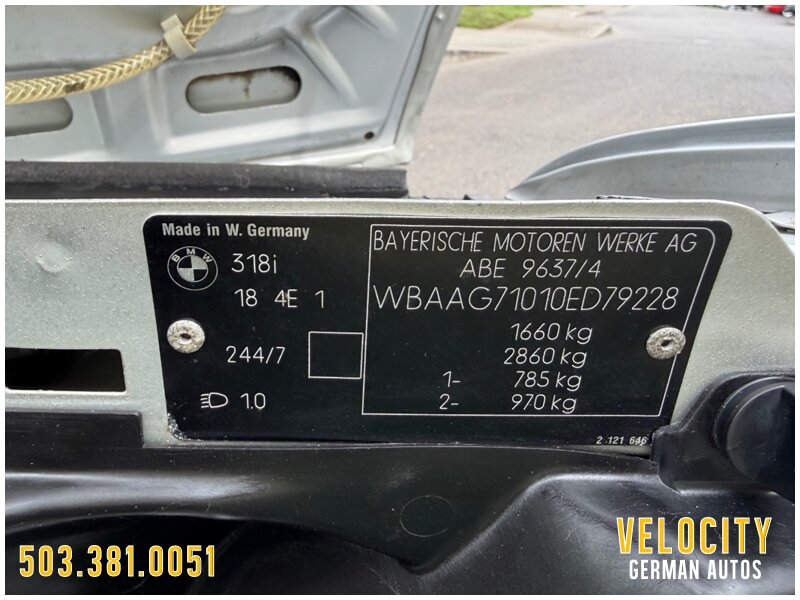 Made in W. Germany
BMW
318i
18 4E 1
244/7
1.0
BAYERISCHE MOTOREN WERKE AG
ABE 9637/4
WBAAG71010ED79228
1660 kg
2860 kg
1- 785 kg
2- 970 kg
2 121 646
503.381.0051
VELOCITY
GERMAN AUTOS